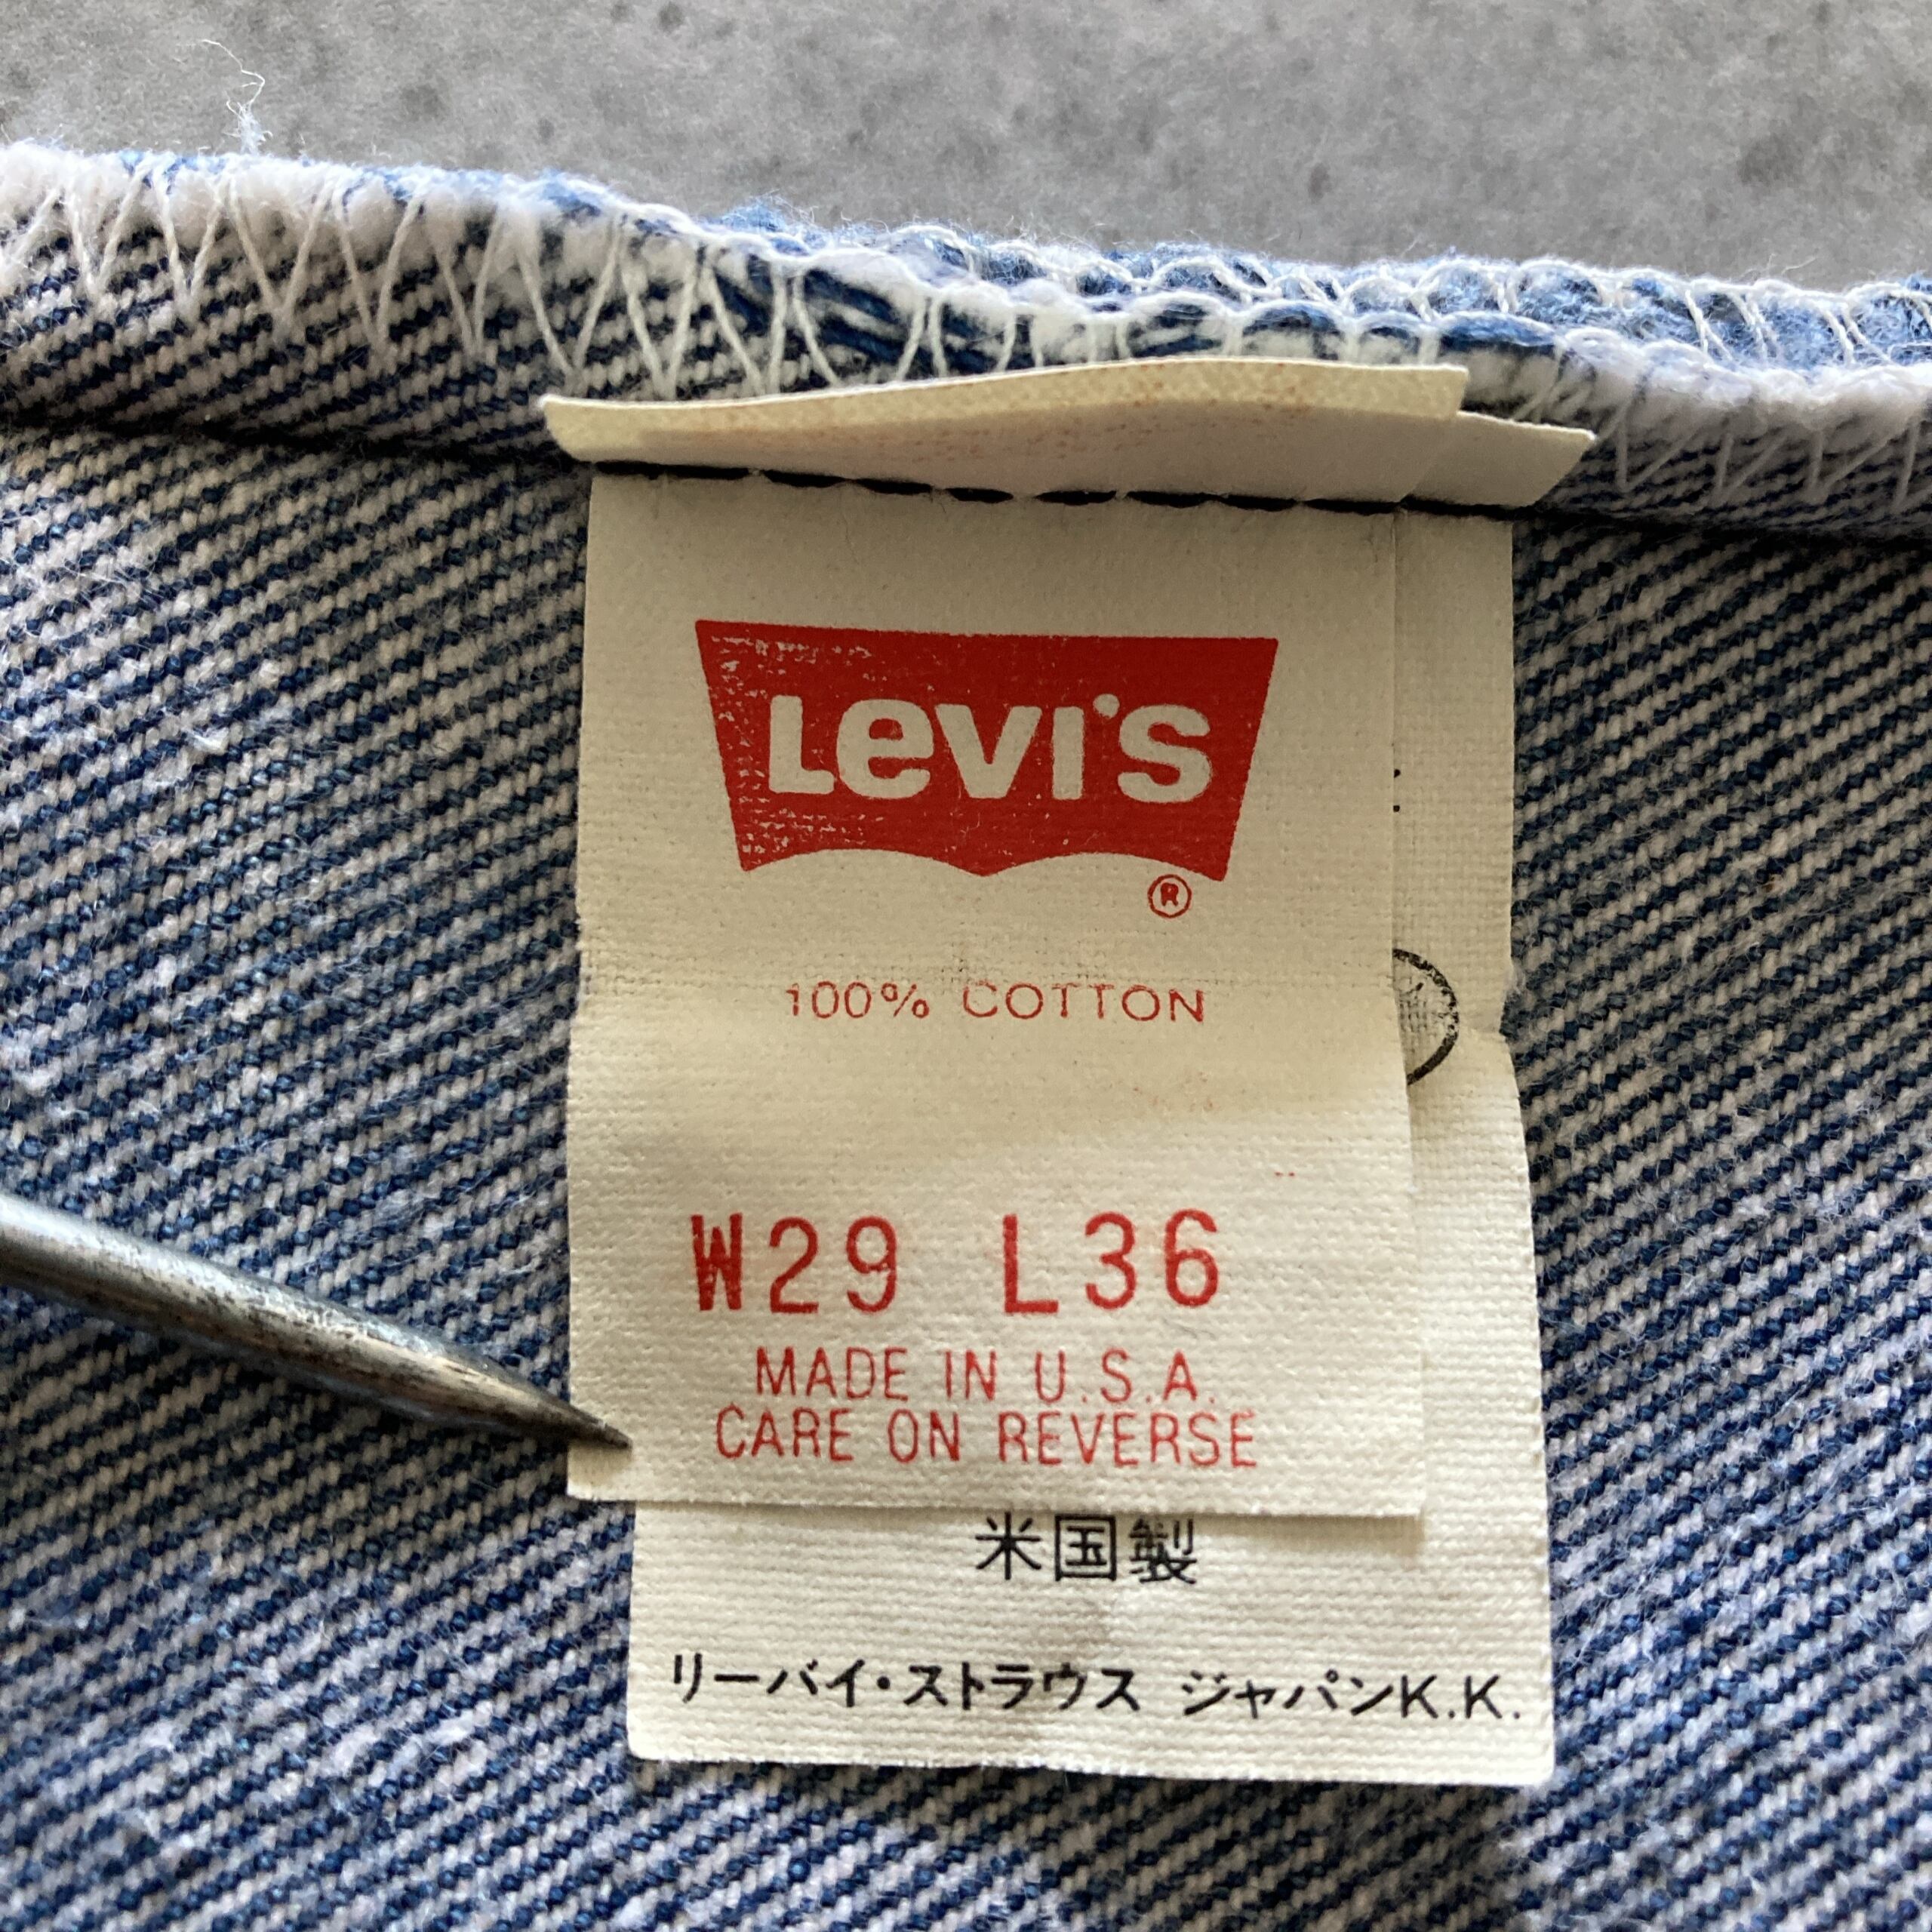 LEVI'S
®
100% COTTON
W29 L36
MADE IN U.S.A.
CARE ON REVERSE
米国製
リーバイ・ストラウス ジャパンK.K.